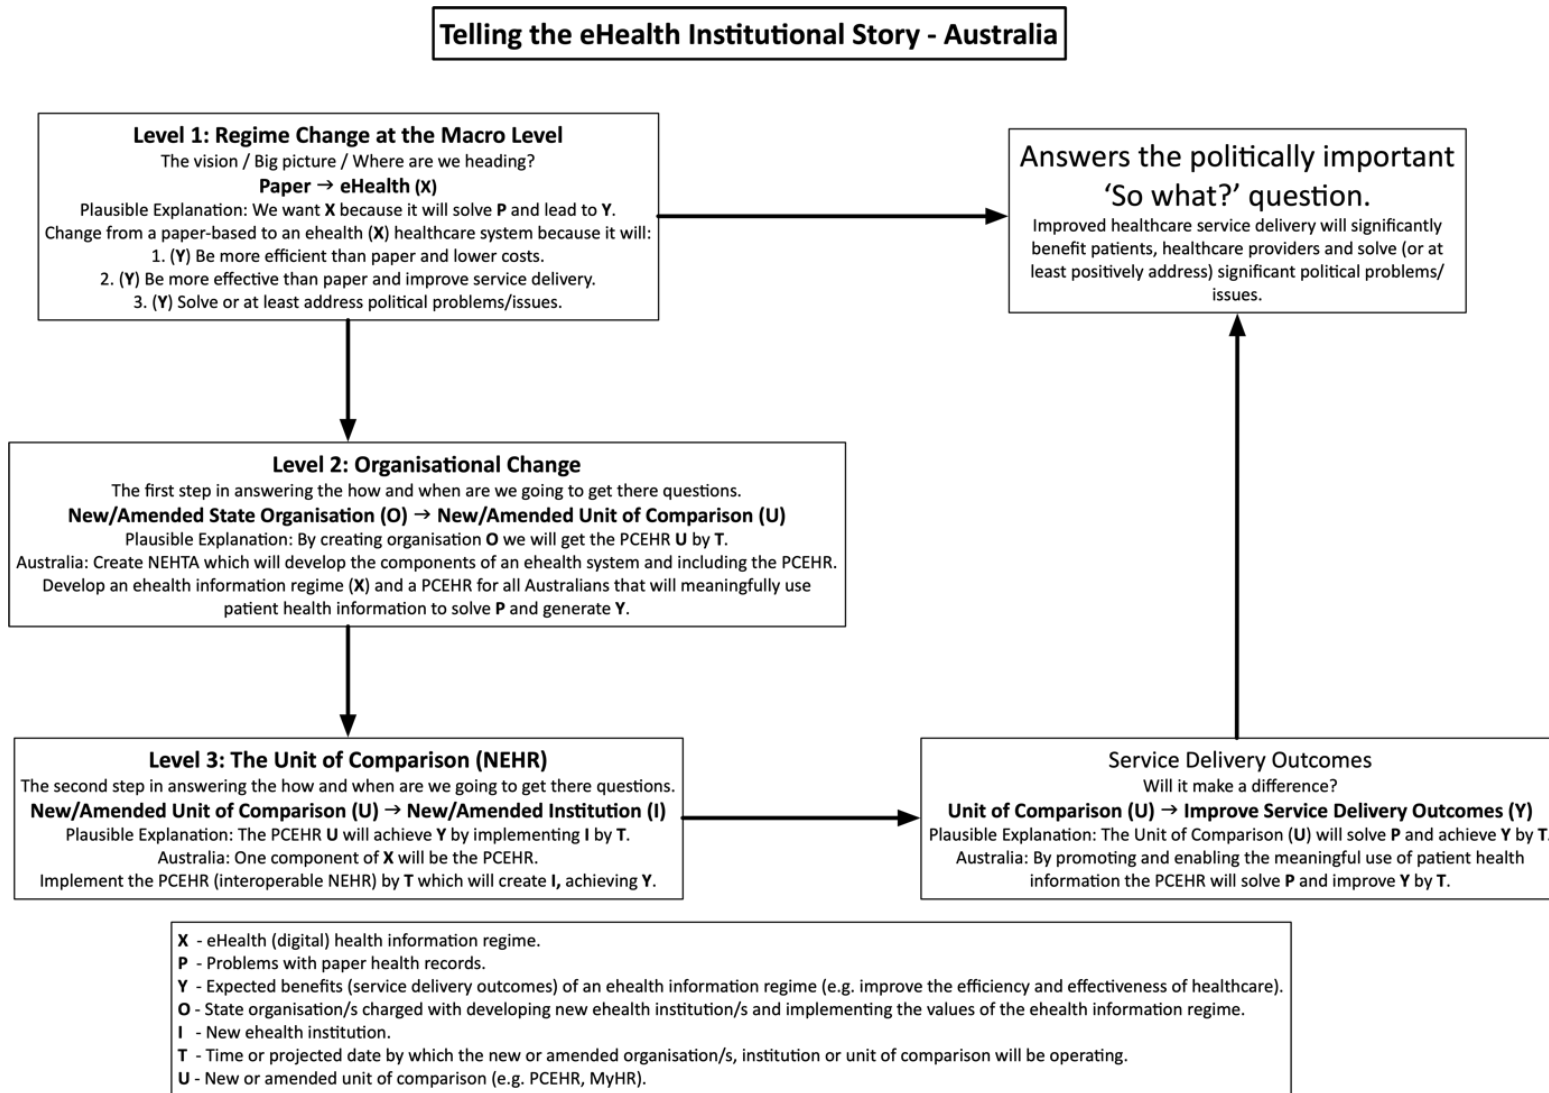 Telling the eHealth Institutional Story - Australia
Level 1: Regime Change at the Macro Level
The vision / Big picture / Where are we heading?
Paper → eHealth (X)
Plausible Explanation: We want X because it will solve P and lead to Y.
Change from a paper-based to an ehealth (X) healthcare system because it will:
1. (Y) Be more efficient than paper and lower costs.
2. (Y) Be more effective than paper and improve service delivery.
3. (Y) Solve or at least address political problems/issues.
Answers the politically important
‘So what?’ question.
Improved healthcare service delivery will significantly
benefit patients, healthcare providers and solve (or at
least positively address) significant political problems/
issues.
Level 2: Organisational Change
The first step in answering the how and when are we going to get there questions.
New/Amended State Organisation (O) → New/Amended Unit of Comparison (U)
Plausible Explanation: By creating organisation O we will get the PCEHR U by T.
Australia: Create NEHTA which will develop the components of an ehealth system and including the PCEHR.
Develop an ehealth information regime (X) and a PCEHR for all Australians that will meaningfully use
patient health information to solve P and generate Y.
Level 3: The Unit of Comparison (NEHR)
The second step in answering the how and when are we going to get there questions.
New/Amended Unit of Comparison (U) → New/Amended Institution (I)
Plausible Explanation: The PCEHR U will achieve Y by implementing I by T.
Australia: One component of X will be the PCEHR.
Implement the PCEHR (interoperable NEHR) by T which will create I, achieving Y.
Service Delivery Outcomes
Will it make a difference?
Unit of Comparison (U) → Improve Service Delivery Outcomes (Y)
Plausible Explanation: The Unit of Comparison (U) will solve P and achieve Y by T.
Australia: By promoting and enabling the meaningful use of patient health
information the PCEHR will solve P and improve Y by T.
X - eHealth (digital) health information regime.
P - Problems with paper health records.
Y - Expected benefits (service delivery outcomes) of an ehealth information regime (e.g. improve the efficiency and effectiveness of healthcare).
O - State organisation/s charged with developing new ehealth institution/s and implementing the values of the ehealth information regime.
I - New ehealth institution.
T - Time or projected date by which the new or amended organisation/s, institution or unit of comparison will be operating.
U - New or amended unit of comparison (e.g. PCEHR, MyHR).